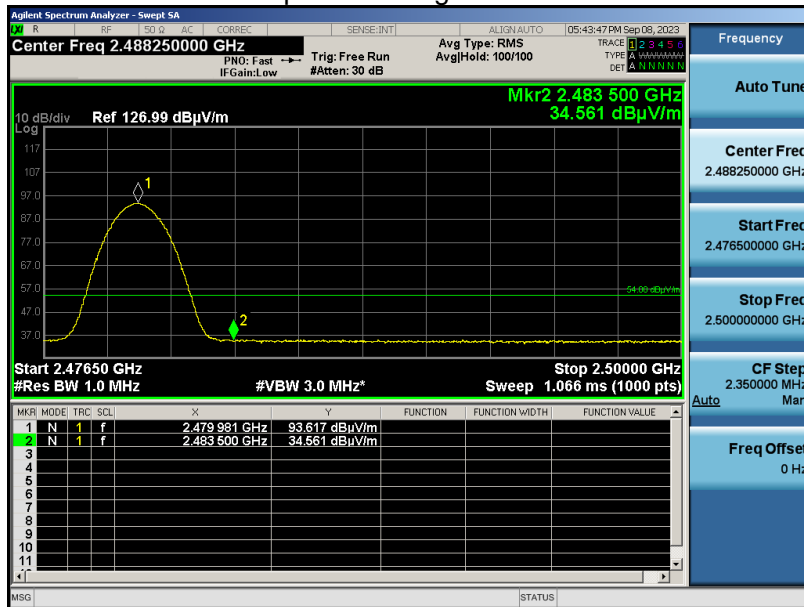 Agilent Spectrum Analyzer - Swept SA
LXI R RF 50 Ω AC CORREC SENSE:INT ALIGN AUTO 05:43:47 PM Sep 08, 2023
Center Freq 2.488250000 GHz
PNO: Fast
IFGain:Low
Trig: Free Run
#Atten: 30 dB
Avg Type: RMS
Avg|Hold: 100/100
TRACE 1 2 3 4 5 6
TYPE A WWWWW
DET A N N N N N
Mkr2 2.483 500 GHz
34.561 dBµV/m
10 dB/div Ref 126.99 dBµV/m
Log
117
107
97.0
87.0
77.0
67.0
57.0
47.0
37.0
1
2
54.00 dBµV/m
Start 2.47650 GHz Stop 2.50000 GHz
#Res BW 1.0 MHz #VBW 3.0 MHz* Sweep 1.066 ms (1000 pts)
MKR MODE TRC SCL X Y FUNCTION FUNCTION WIDTH FUNCTION VALUE
1 N 1 f 2.479 981 GHz 93.617 dBµV/m
2 N 1 f 2.483 500 GHz 34.561 dBµV/m
3
4
5
6
7
8
9
10
11
MSG STATUS
Frequency
Auto Tune
Center Freq
2.488250000 GHz
Start Freq
2.476500000 GHz
Stop Freq
2.500000000 GHz
CF Step
2.350000 MHz
Auto Man
Freq Offset
0 Hz